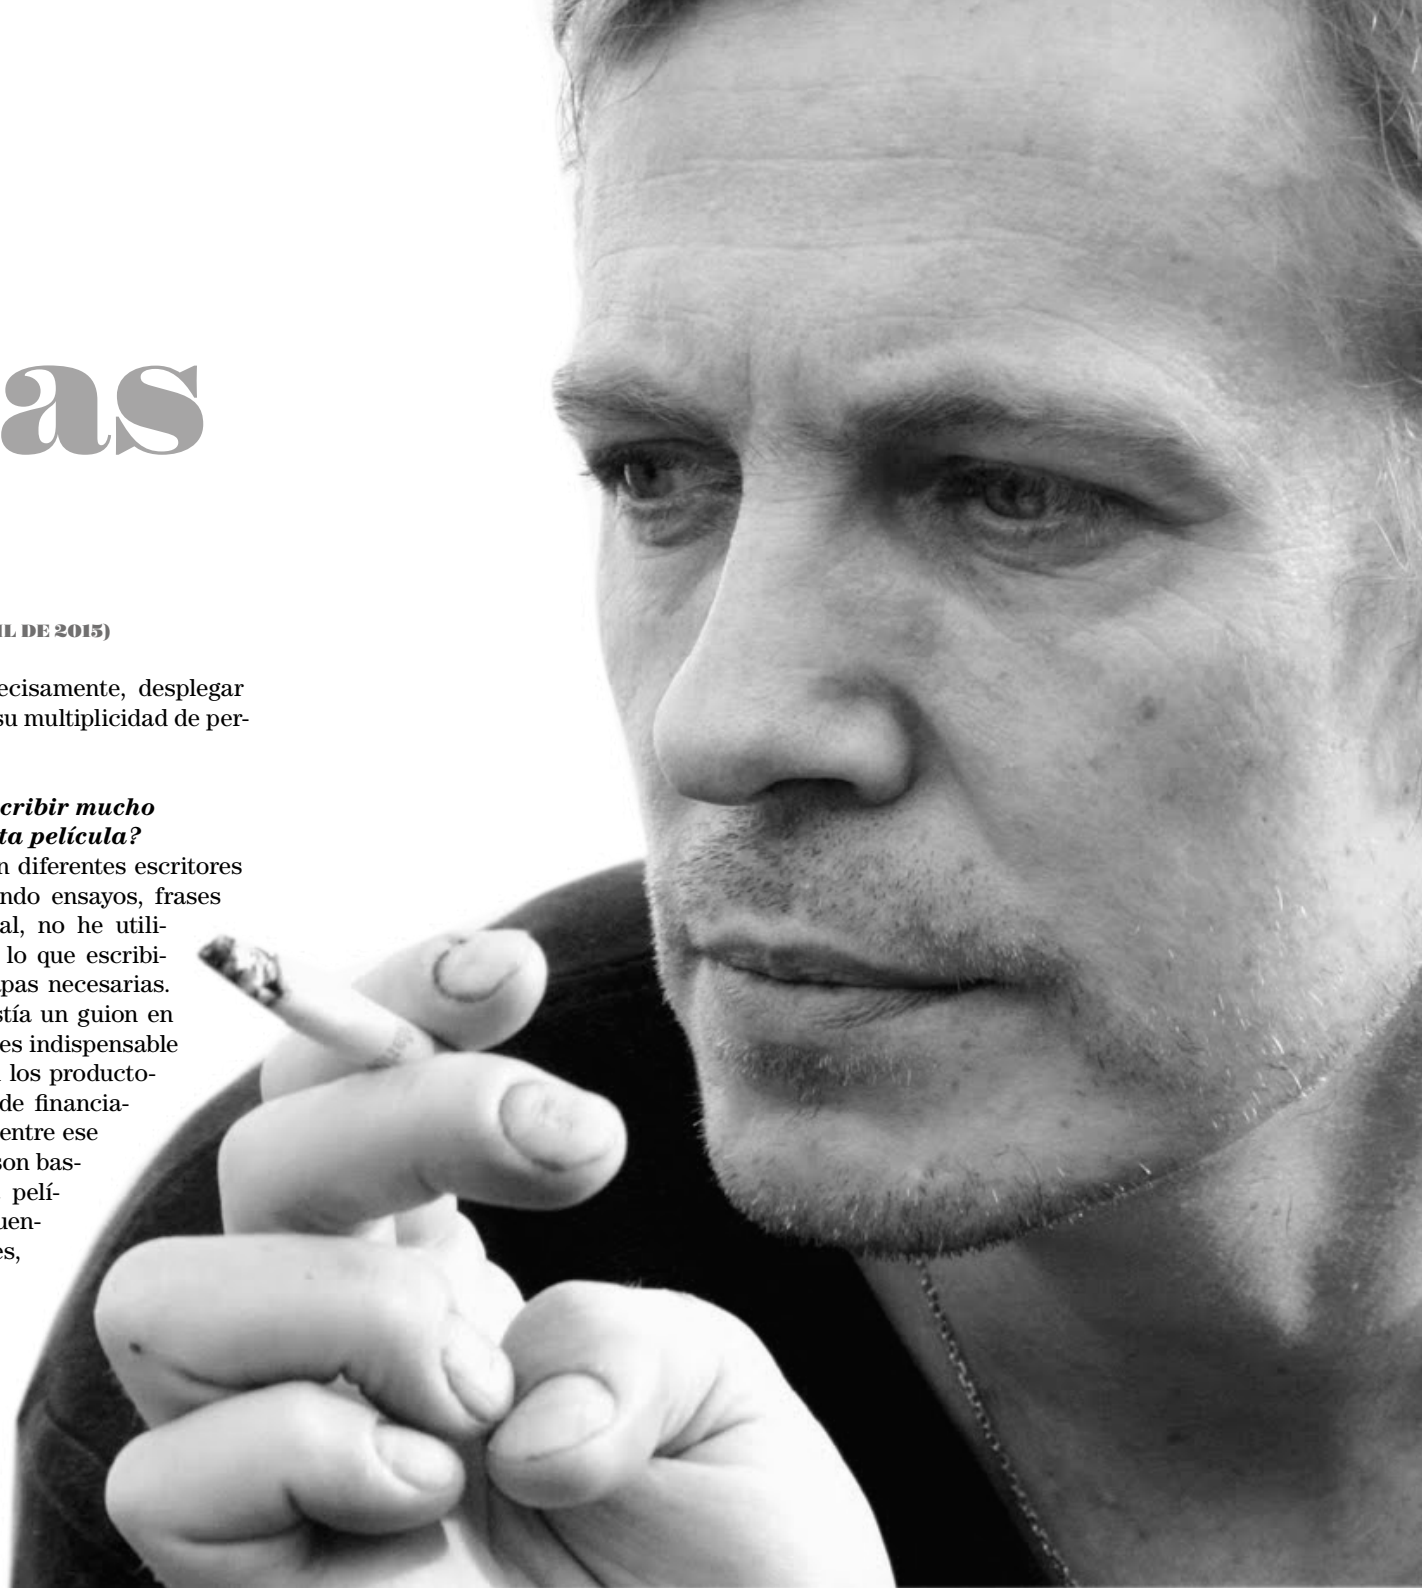 as
IL DE 2015)
ecisamente, desplegar
su multiplicidad de per-
cribir mucho
ta película?
n diferentes escritores
ndo ensayos, frases
al, no he utili-
lo que escribi-
pas necesarias.
stía un guion en
es indispensable
los producto-
de financia-
entre ese
son bas-
pelí-
uen-
es,